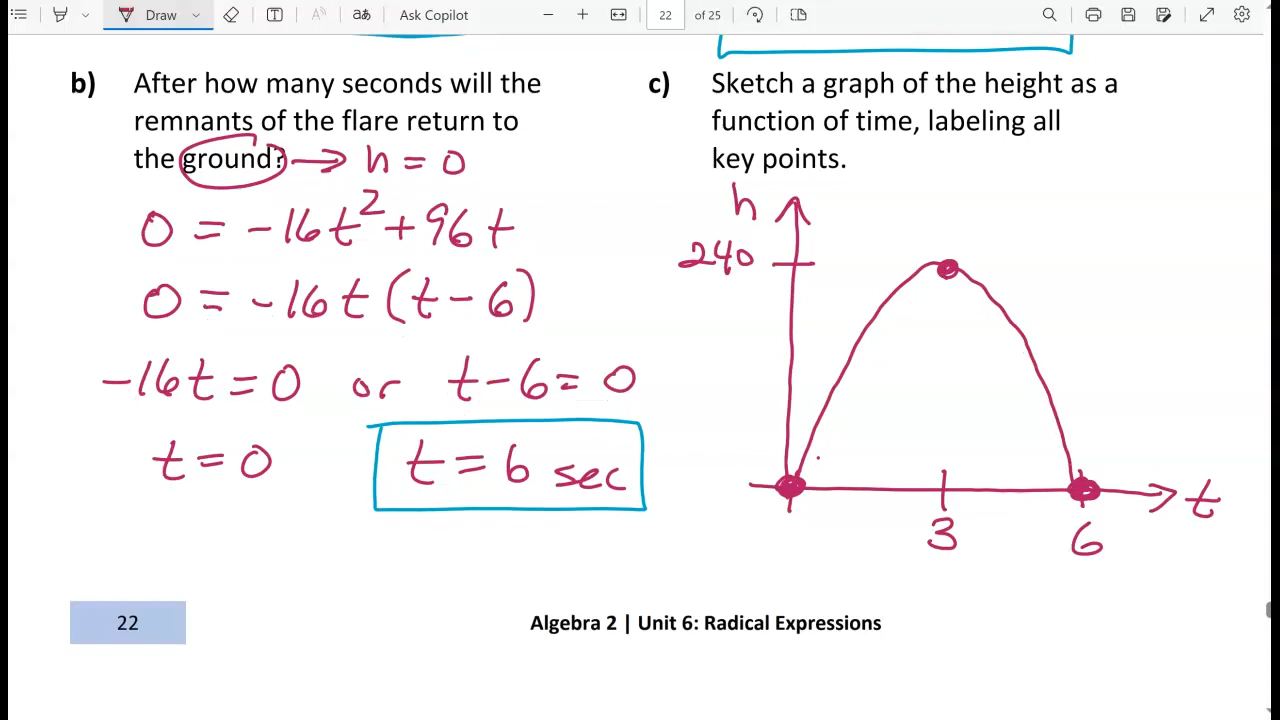 Draw
aあ
Ask Copilot
22 of 25
b) After how many seconds will the
remnants of the flare return to
the ground? → h = 0
0 = -16t² + 96t
0 = -16t (t - 6)
-16t = 0 or t - 6 = 0
t = 0
t = 6 sec
c) Sketch a graph of the height as a
function of time, labeling all
key points.
h
240
t
3
6
22
Algebra 2 | Unit 6: Radical Expressions